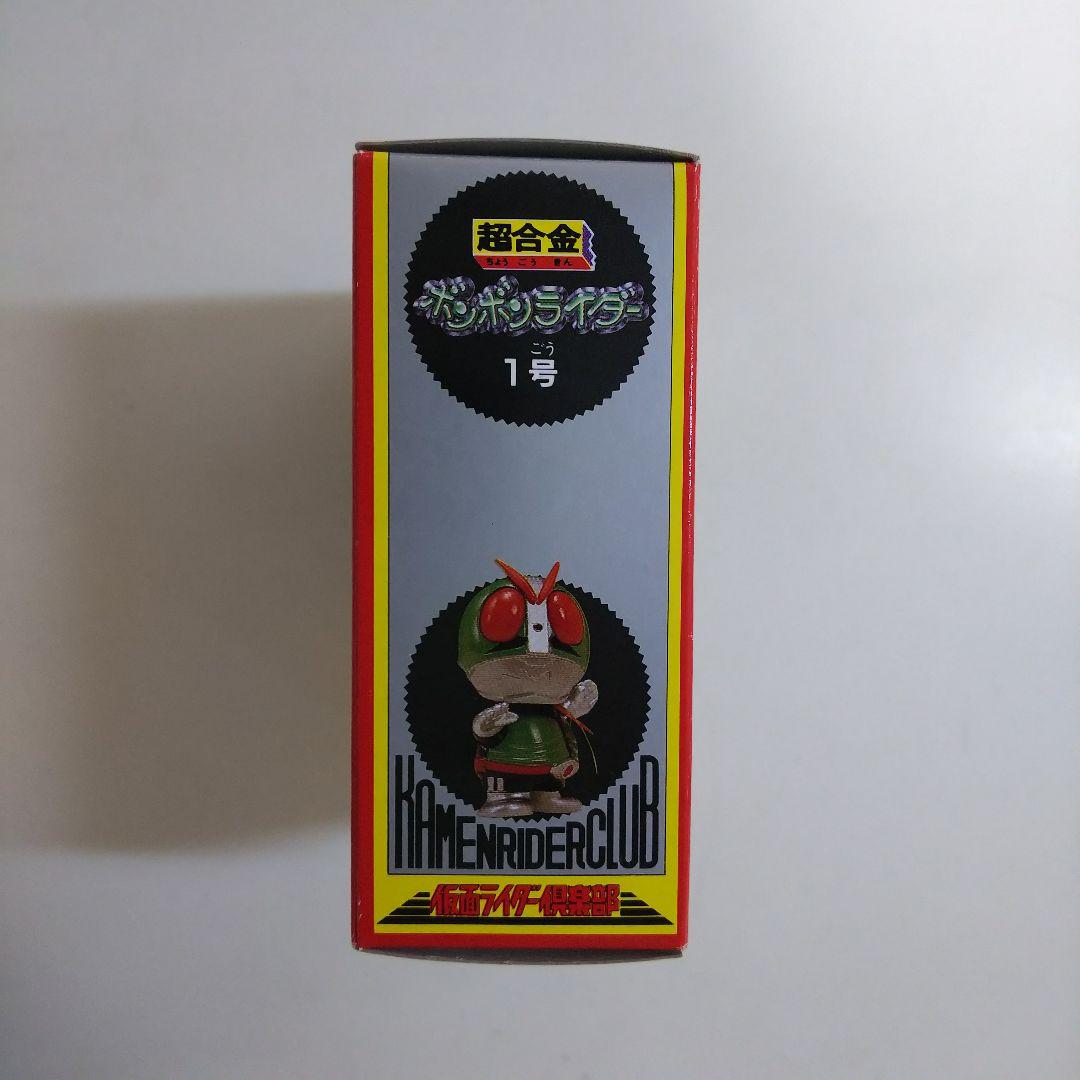 超合金
ちょうごうきん
ボンボンライダー
ごう
1号
KAMENRIDERCLUB
仮面ライダー倶楽部